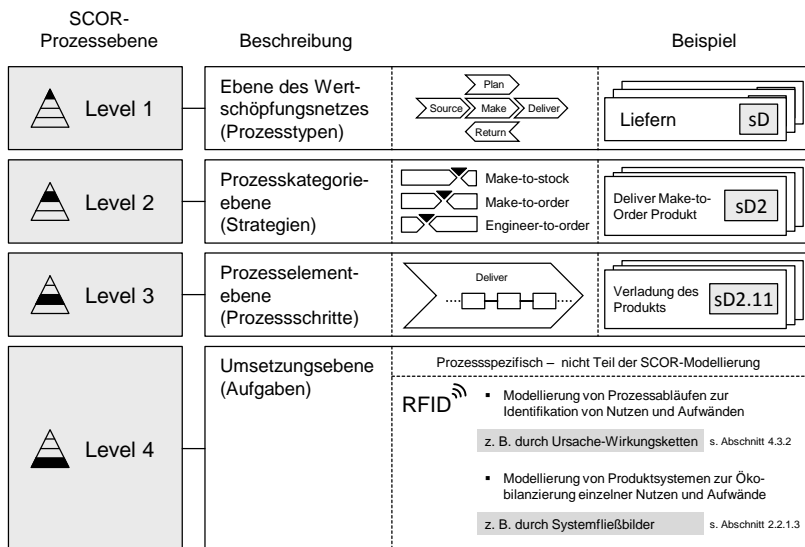 SCOR-
Prozessebene
Beschreibung
Beispiel
Level 1
Ebene des Wert-
schöpfungsnetzes
(Prozesstypen)
Plan
Source
Make
Deliver
Return
Liefern
sD
Level 2
Prozesskategorie-
ebene
(Strategien)
Make-to-stock
Make-to-order
Engineer-to-order
Deliver Make-to-
Order Produkt
sD2
Level 3
Prozesselement-
ebene
(Prozessschritte)
Deliver
Verladung des
Produkts
sD2.11
Level 4
Umsetzungsebene
(Aufgaben)
Prozessspezifisch – nicht Teil der SCOR-Modellierung
RFID
▪ Modellierung von Prozessabläufen zur
Identifikation von Nutzen und Aufwänden
z. B. durch Ursache-Wirkungsketten s. Abschnitt 4.3.2
▪ Modellierung von Produktsystemen zur Öko-
bilanzierung einzelner Nutzen und Aufwände
z. B. durch Systemfließbilder s. Abschnitt 2.2.1.3